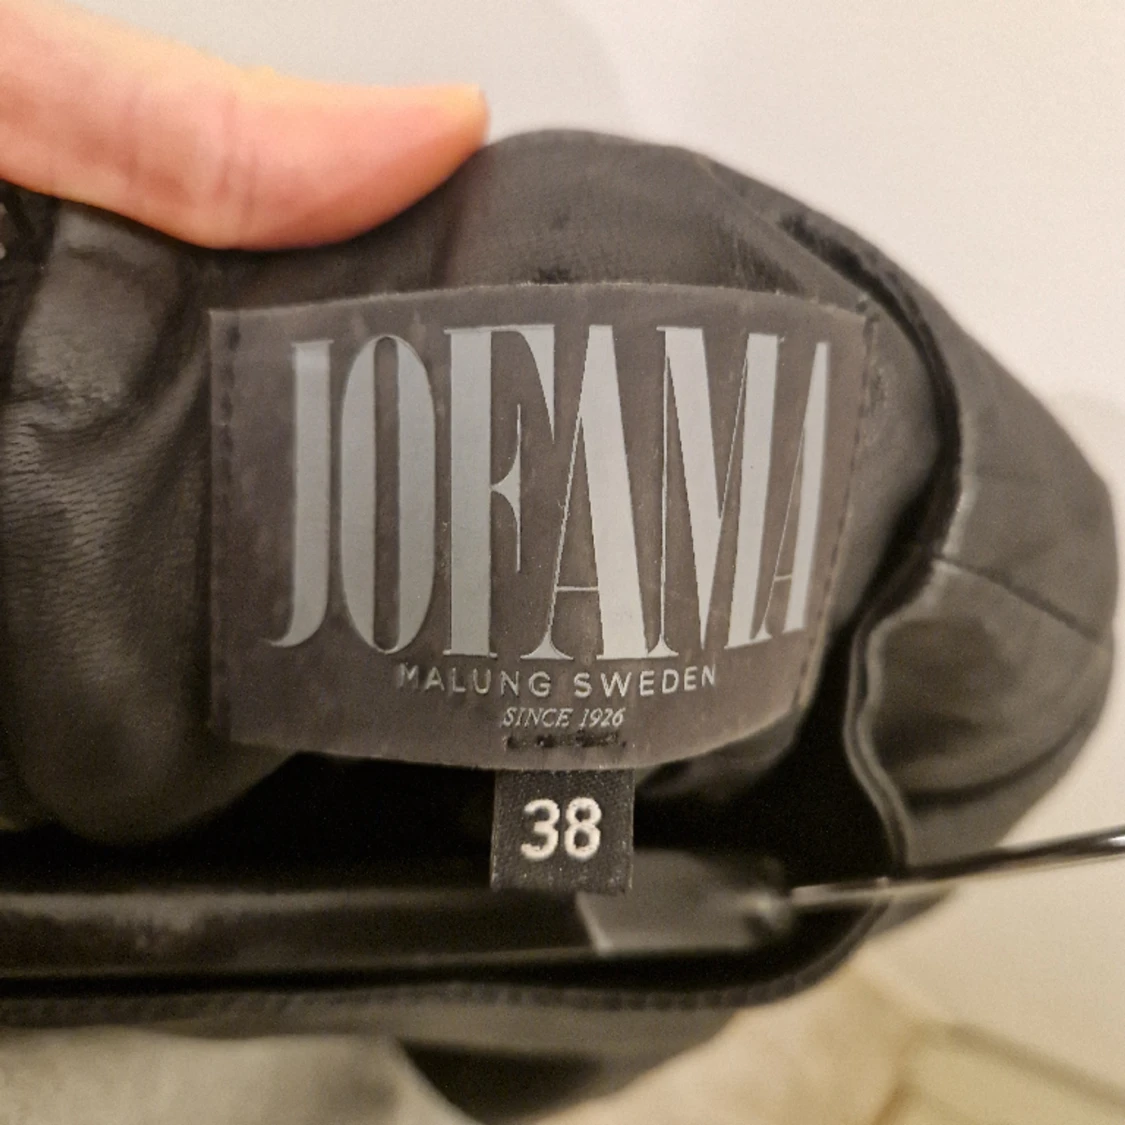 JOFAMA
MALUNG SWEDEN
SINCE 1926
38